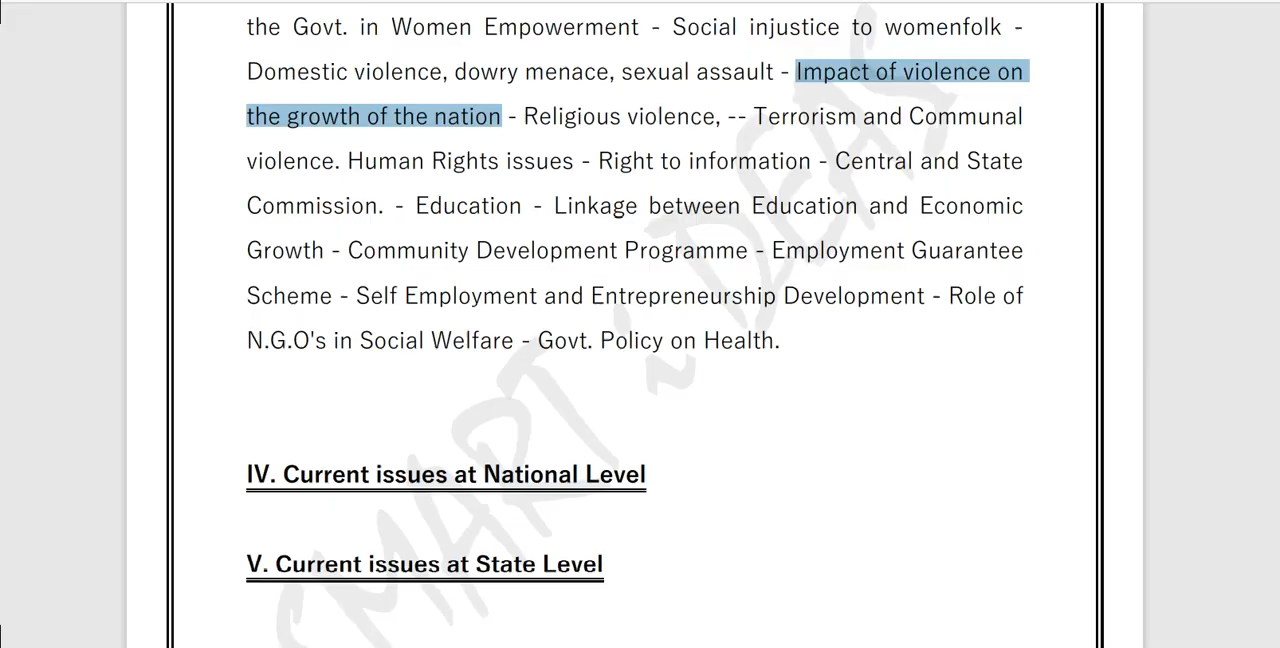 the Govt. in Women Empowerment - Social injustice to womenfolk -
Domestic violence, dowry menace, sexual assault - Impact of violence on
the growth of the nation - Religious violence, -- Terrorism and Communal
violence. Human Rights issues - Right to information - Central and State
Commission. - Education - Linkage between Education and Economic
Growth - Community Development Programme - Employment Guarantee
Scheme - Self Employment and Entrepreneurship Development - Role of
N.G.O's in Social Welfare - Govt. Policy on Health.
IV. Current issues at National Level
V. Current issues at State Level
SMART iDEAS